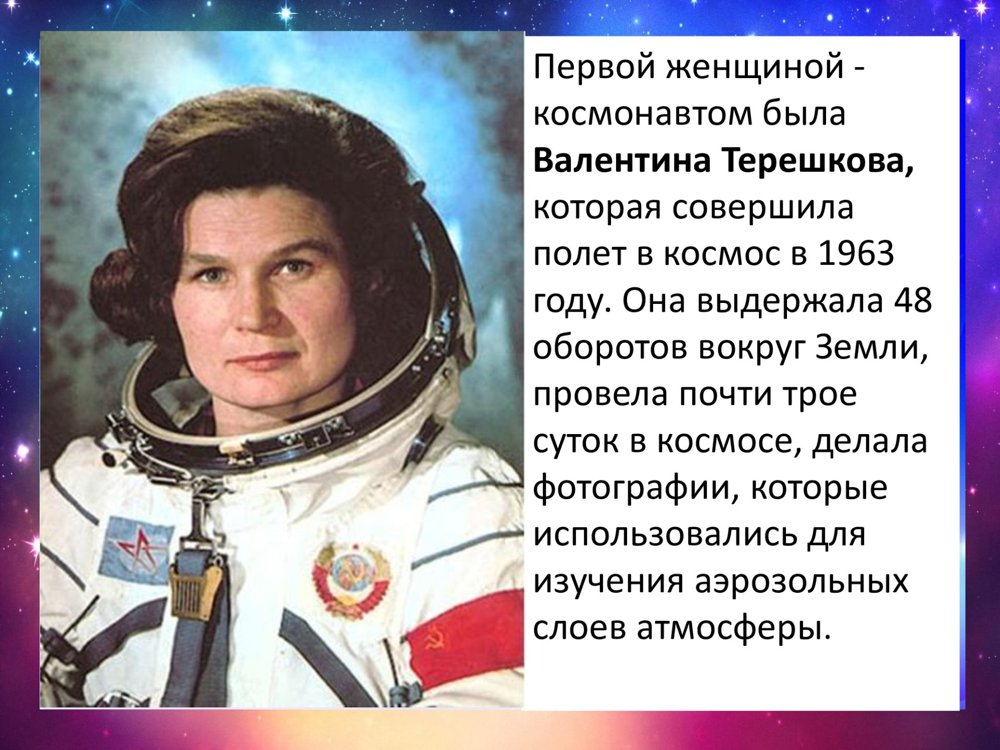 Первой женщиной -
космонавтом была
Валентина Терешкова,
которая совершила
полет в космос в 1963
году. Она выдержала 48
оборотов вокруг Земли,
провела почти трое
суток в космосе, делала
фотографии, которые
использовались для
изучения аэрозольных
слоев атмосферы.